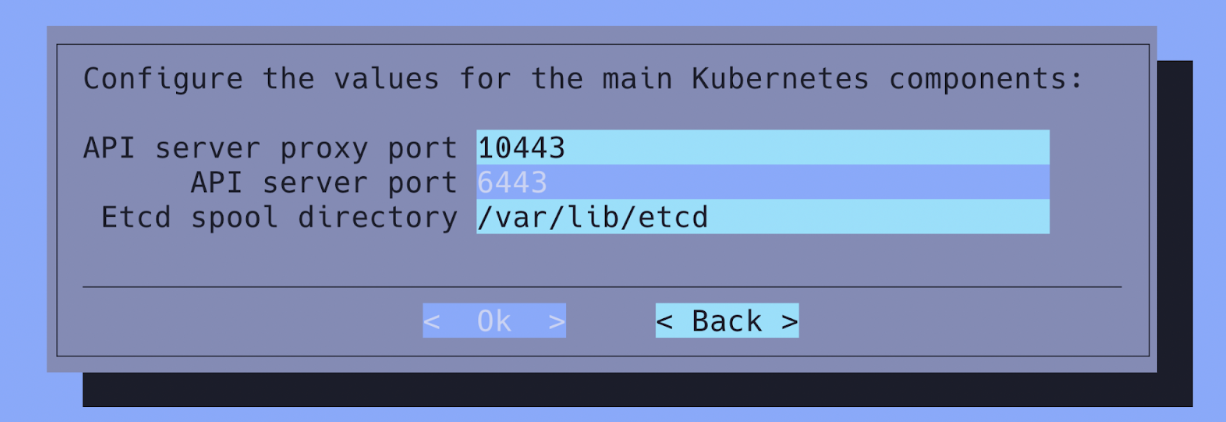 Configure the values for the main Kubernetes components:
API server proxy port 10443
API server port 6443
Etcd spool directory /var/lib/etcd
< Ok > < Back >